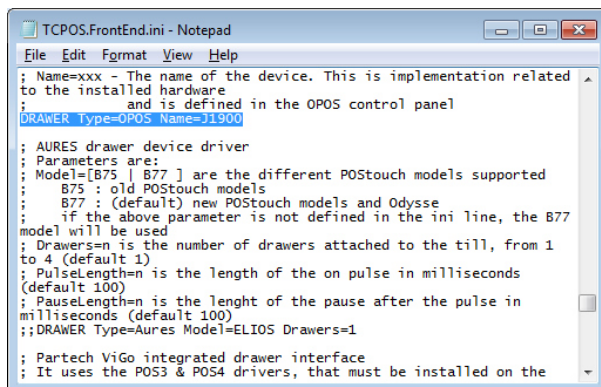 TCPOS.FrontEnd.ini - Notepad
File Edit Format View Help
; Name=xxx - The name of the device. This is implementation related
to the installed hardware
;           and is defined in the OPOS control panel
DRAWER Type=OPOS Name=J1900
; AURES drawer device driver
; Parameters are:
; Model=[B75 | B77 ] are the different POStouch models supported
;    B75 : old POStouch models
;    B77 : (default) new POStouch models and Odysse
;    if the above parameter is not defined in the ini line, the B77
model will be used
; Drawers=n is the number of drawers attached to the till, from 1
to 4 (default 1)
; PulseLength=n is the length of the on pulse in milliseconds
(default 100)
; PauseLength=n is the lenght of the pause after the pulse in
milliseconds (default 100)
;;DRAWER Type=Aures Model=ELIOS Drawers=1
; Partech ViGo integrated drawer interface
; It uses the POS3 & POS4 drivers, that must be installed on the